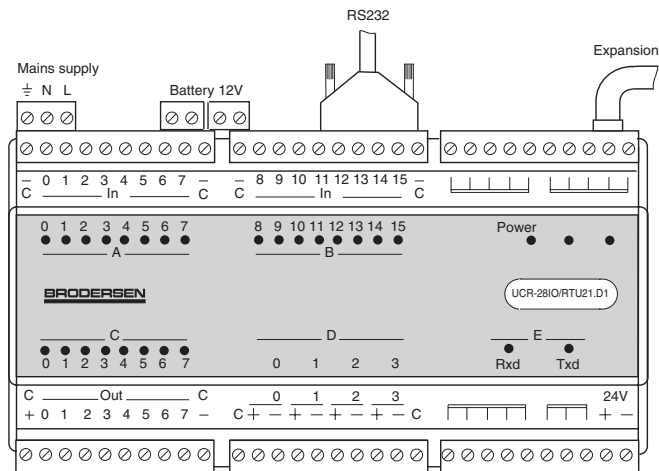 RS232
Expansion
Mains supply
N L
Battery 12V
– 0 1 2 3 4 5 6 7 –
C In C
– 8 9 10 11 12 13 14 15 –
C In C
0 1 2 3 4 5 6 7
A
8 9 10 11 12 13 14 15
B
Power
BRODERSEN
UCR-28IO/RTU21.D1
C
0 1 2 3 4 5 6 7
D
0 1 2 3
E
Rxd Txd
C Out C
+ 0 1 2 3 4 5 6 7 –
0 1 2 3
C + – + – + – + – C
24V
+ –